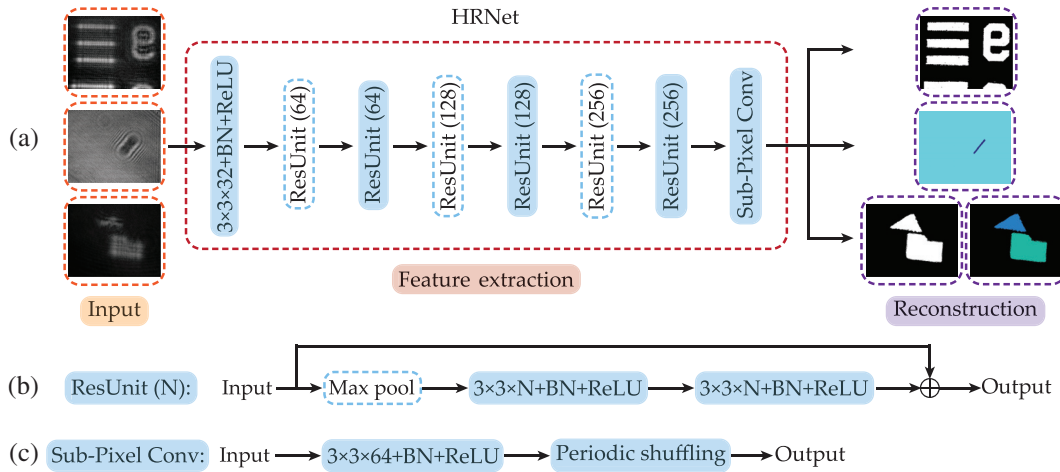 HRNet
(a)
3×3×32+BN+ReLU
ResUnit (64)
ResUnit (64)
ResUnit (128)
ResUnit (128)
ResUnit (256)
ResUnit (256)
Sub-Pixel Conv
Feature extraction
Input
Reconstruction
(b) ResUnit (N): Input Max pool 3×3×N+BN+ReLU 3×3×N+BN+ReLU Output
(c) Sub-Pixel Conv: Input 3×3×64+BN+ReLU Periodic shuffling Output